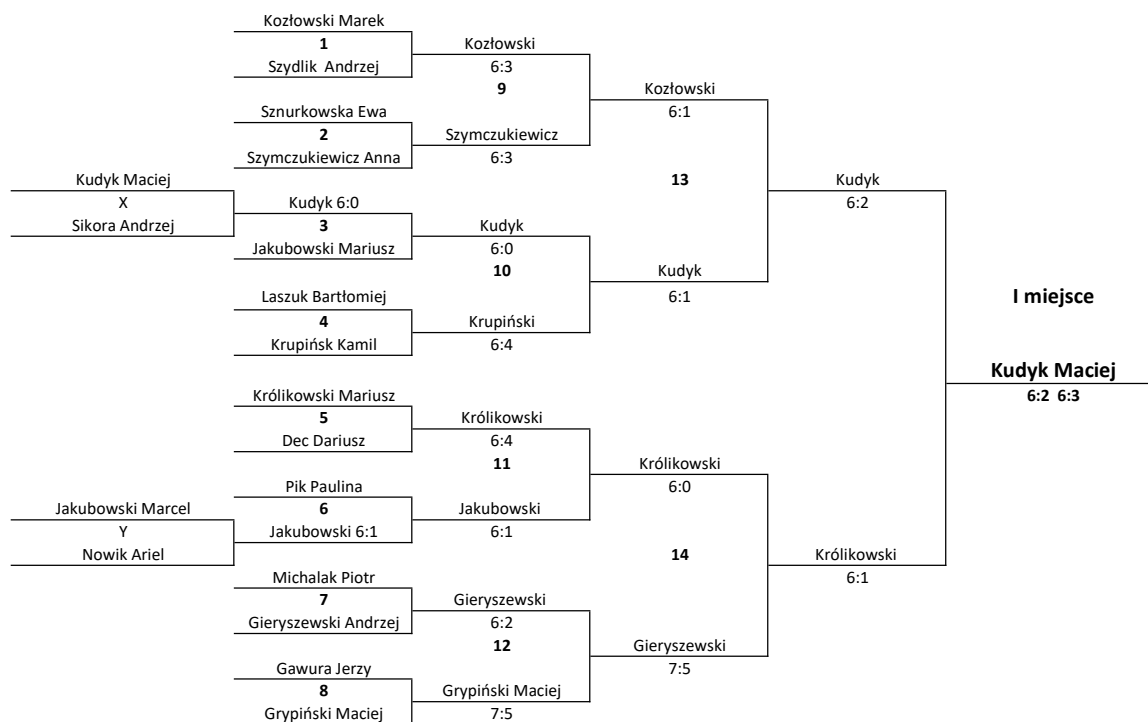 Kozłowski Marek
1
Szydlik  Andrzej
Kozłowski
6:3
9
Kozłowski
6:1
Sznurkowska Ewa
2
Szymczukiewicz Anna
Szymczukiewicz
6:3
13
Kudyk
6:2
Kudyk Maciej
X
Sikora Andrzej
Kudyk 6:0
3
Jakubowski Mariusz
Kudyk
6:0
10
Kudyk
6:1
Laszuk Bartłomiej
4
Krupińsk Kamil
Krupiński
6:4
I miejsce
Kudyk Maciej
6:2  6:3
Królikowski Mariusz
5
Dec Dariusz
Królikowski
6:4
11
Królikowski
6:0
Jakubowski Marcel
Y
Nowik Ariel
Pik Paulina
6
Jakubowski 6:1
Jakubowski
6:1
14
Królikowski
6:1
Michalak Piotr
7
Gieryszewski Andrzej
Gieryszewski
6:2
12
Gieryszewski
7:5
Gawura Jerzy
8
Grypiński Maciej
Grypiński Maciej
7:5